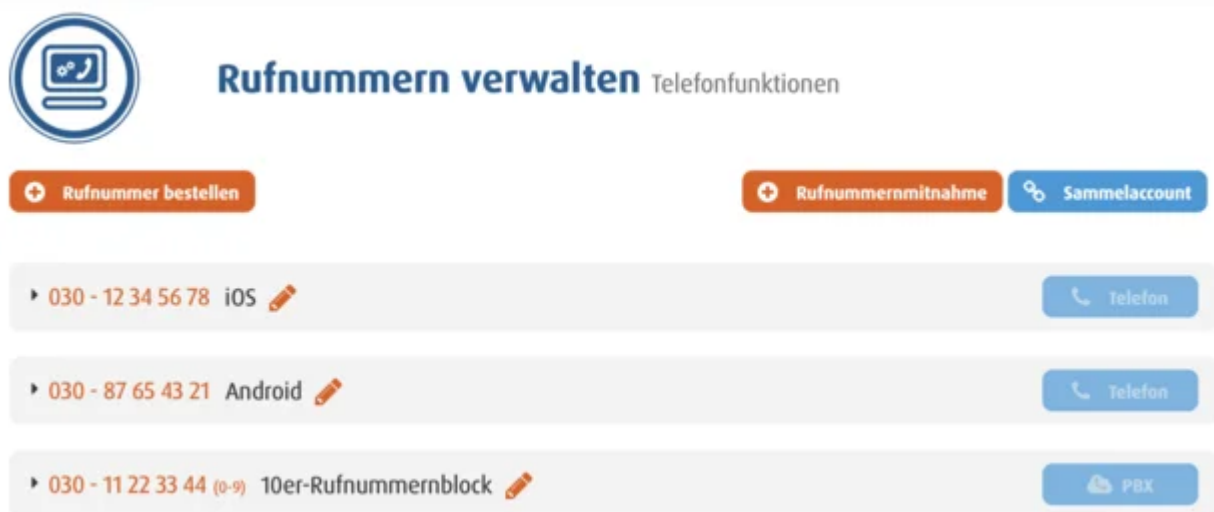 Rufnummern verwalten Telefonfunktionen
Rufnummer bestellen Rufnummernmitnahme Sammelaccount
030 - 12 34 56 78 iOS Telefon
030 - 87 65 43 21 Android Telefon
030 - 11 22 33 44 (0-9) 10er-Rufnummernblock PBX